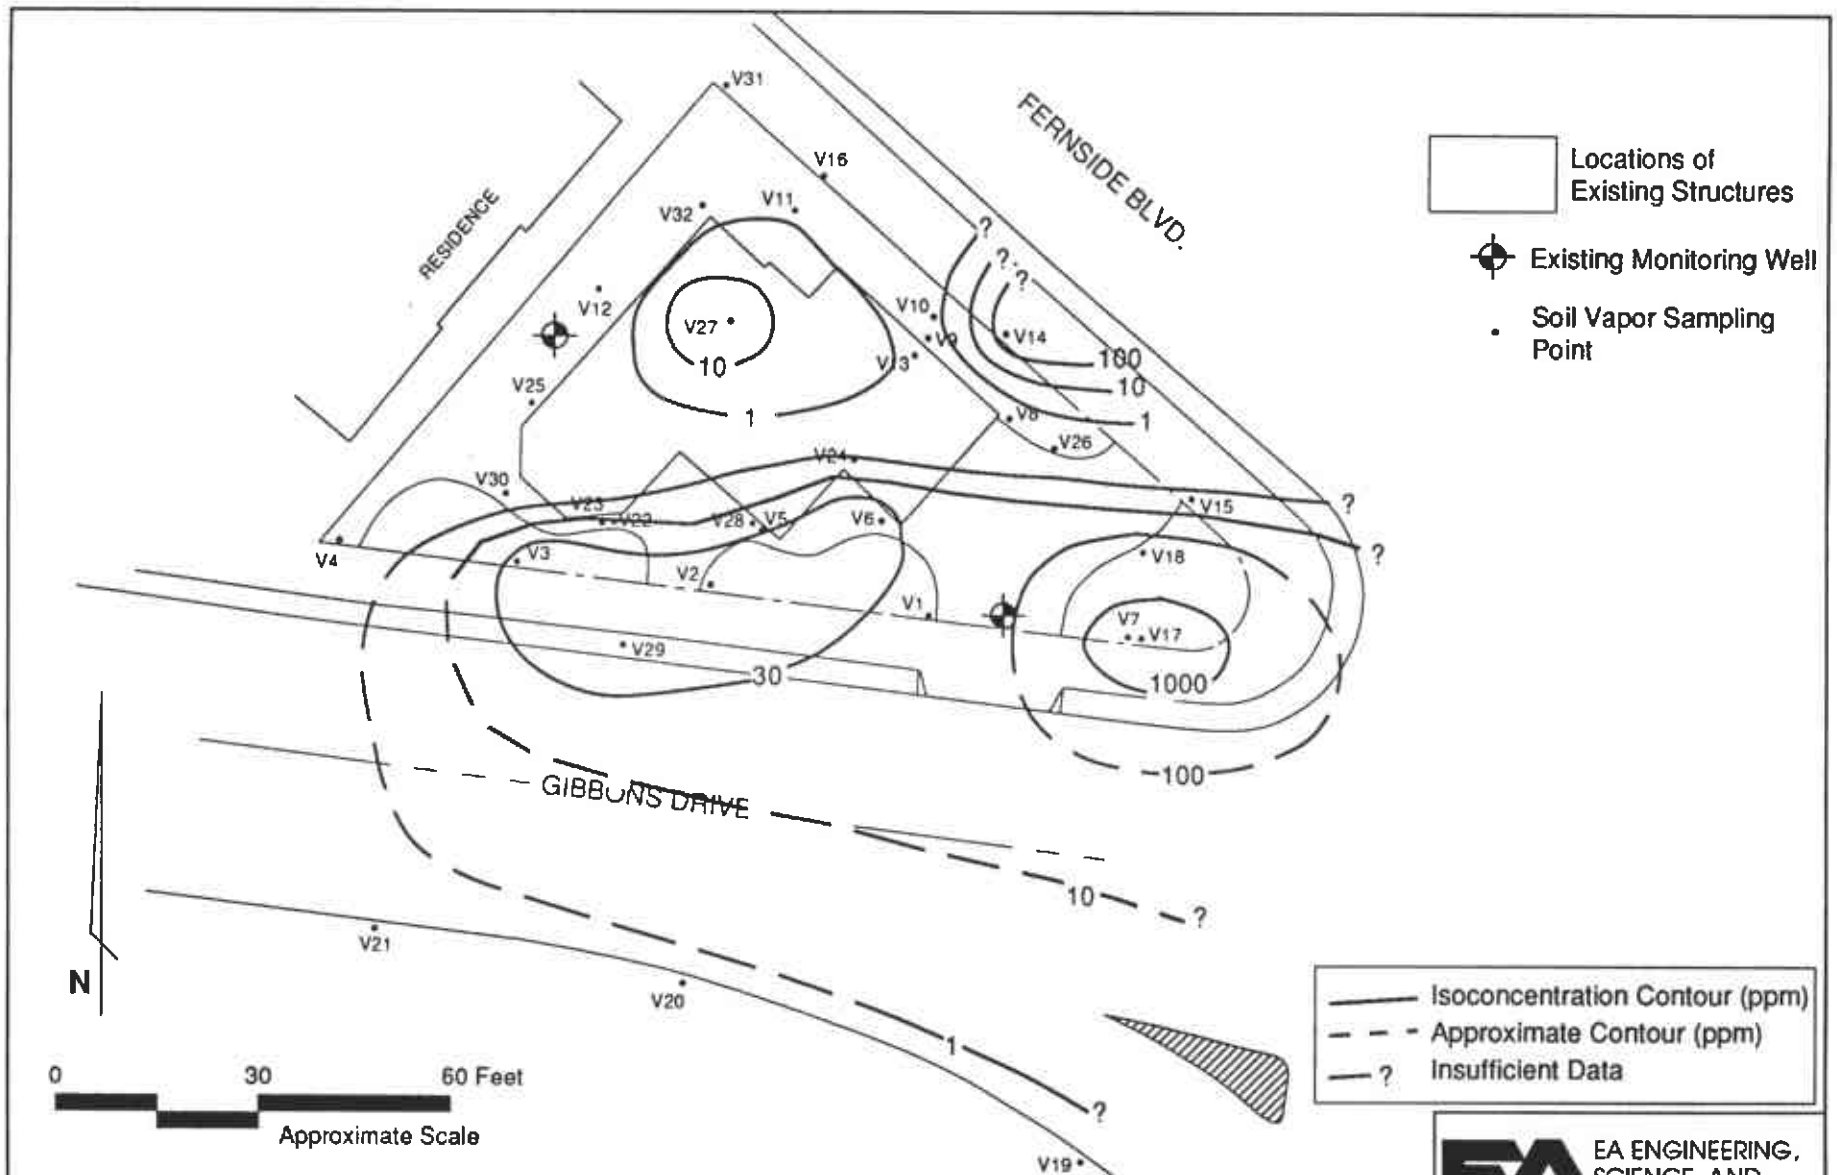 V31
FERNSIDE BLVD.
V16
Locations of
Existing Structures
RESIDENCE
V32
V11
?
Existing Monitoring Well
?
?
V12
V10
Soil Vapor Sampling
Point
V27
V9
V14
10
V13
100
V25
10
1
1
V8
V26
V24
V30
?
V15
V23
V22
V28
V5
V6
?
V4
V3
V18
V2
V1
V7
V17
V29
30
1000
100
GIBBONS DRIVE
10
?
V21
N
V20
Isoconcentration Contour (ppm)
Approximate Contour (ppm)
? Insufficient Data
1
?
0 30 60 Feet
Approximate Scale
V19
EA ENGINEERING,
SCIENCE, AND
EA